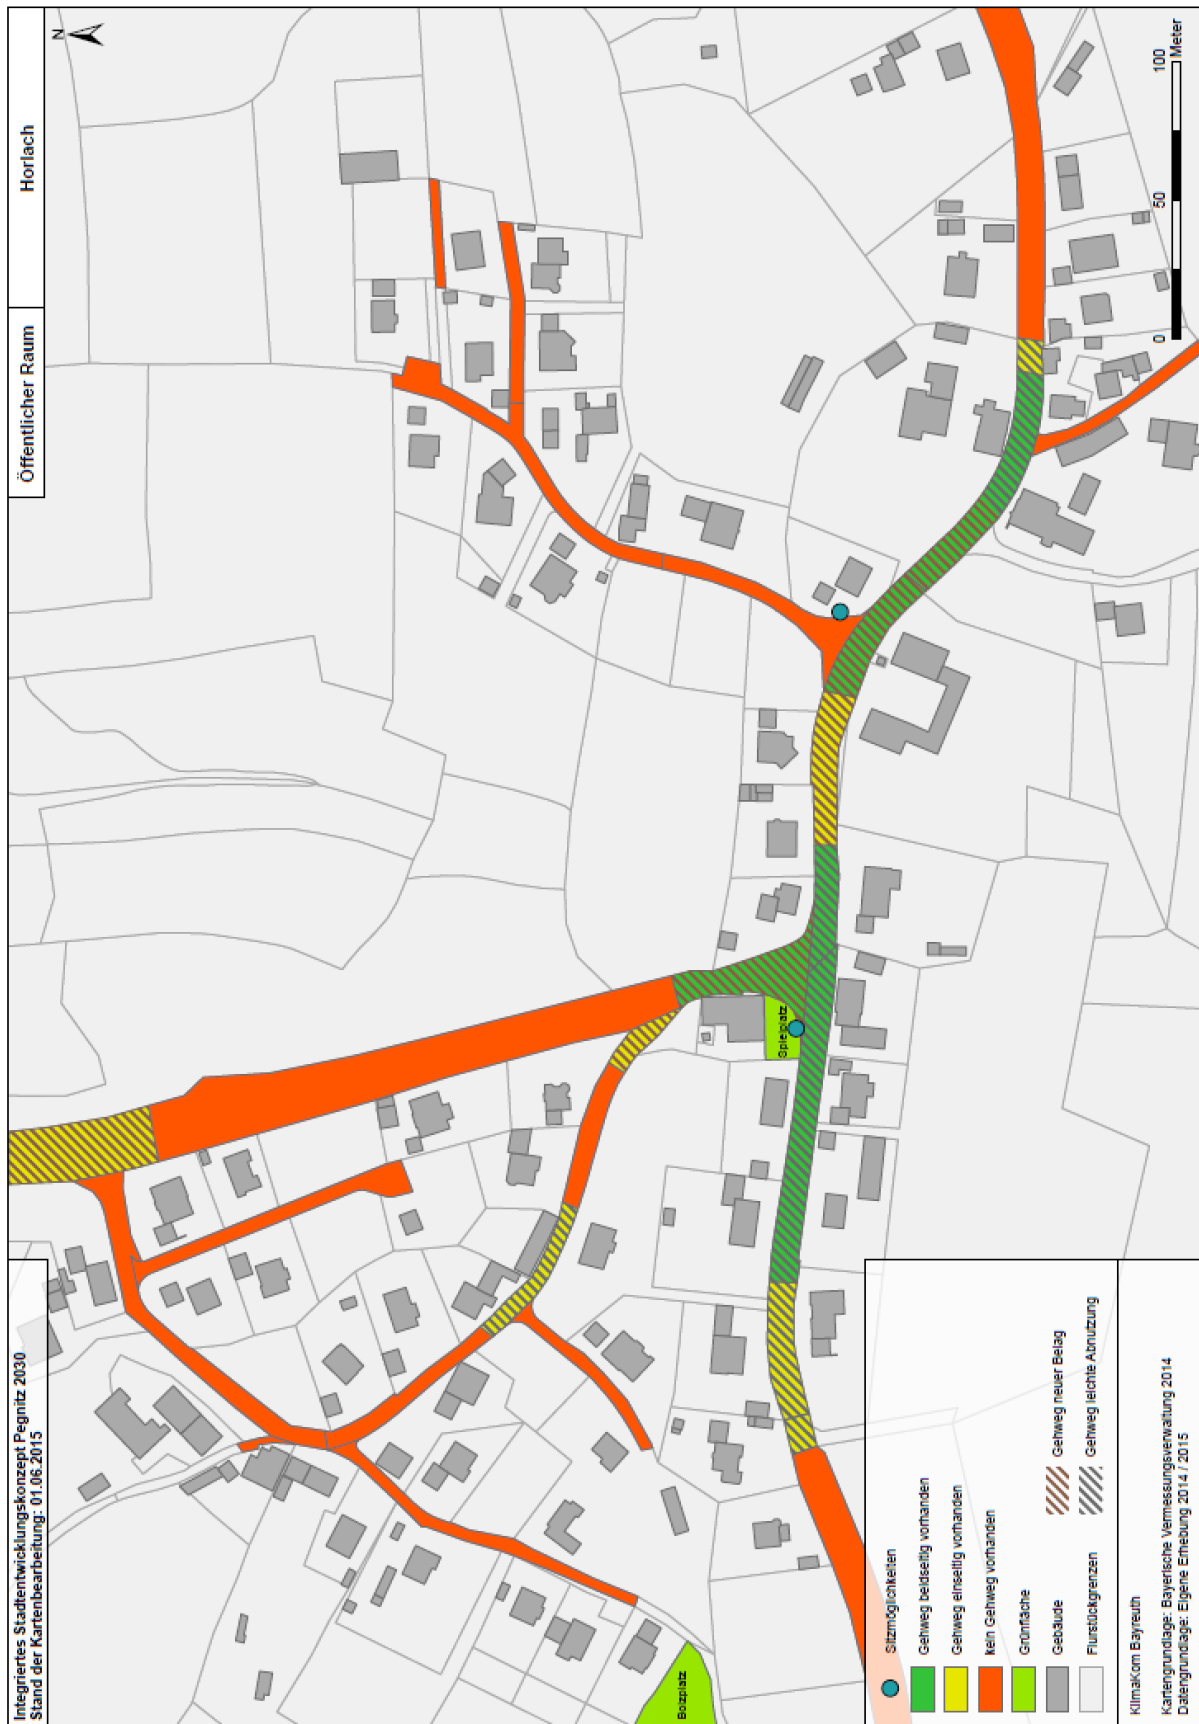 Integriertes Stadtentwicklungskonzept Pegnitz 2030
Stand der Kartenbearbeitung: 01.06.2015
Öffentlicher Raum
Horlach
N
Spielplatz
Bolzplatz
Sitzmöglichkeiten
Gehweg beidseitig vorhanden
Gehweg einseitig vorhanden
kein Gehweg vorhanden
Grünfläche
Gebäude
Flurstückgrenzen
Gehweg neuer Belag
Gehweg leichte Abnutzung
KlimaKom Bayreuth
Kartengrundlage: Bayerische Vermessungsverwaltung 2014
Datengrundlage: Eigene Erhebung 2014 / 2015
0 50 100
Meter